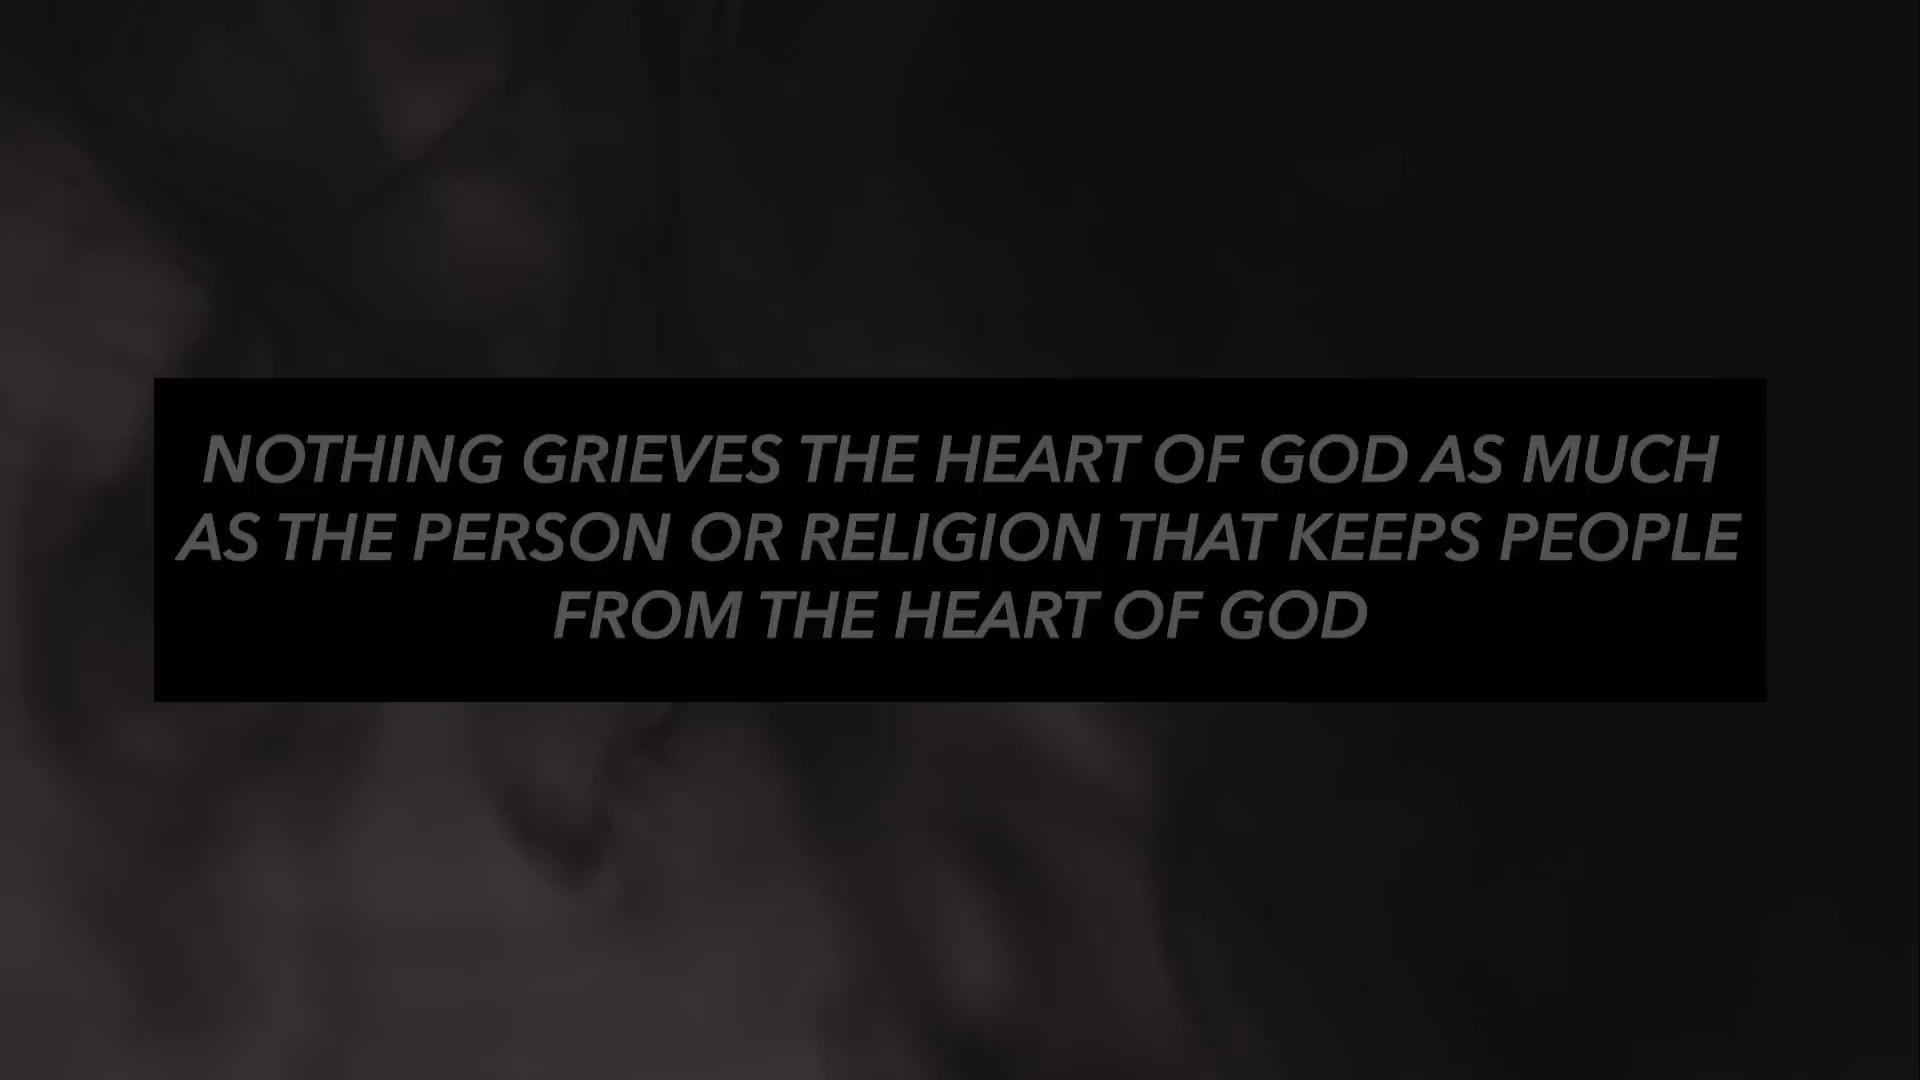 NOTHING GRIEVES THE HEART OF GOD AS MUCH
AS THE PERSON OR RELIGION THAT KEEPS PEOPLE
FROM THE HEART OF GOD